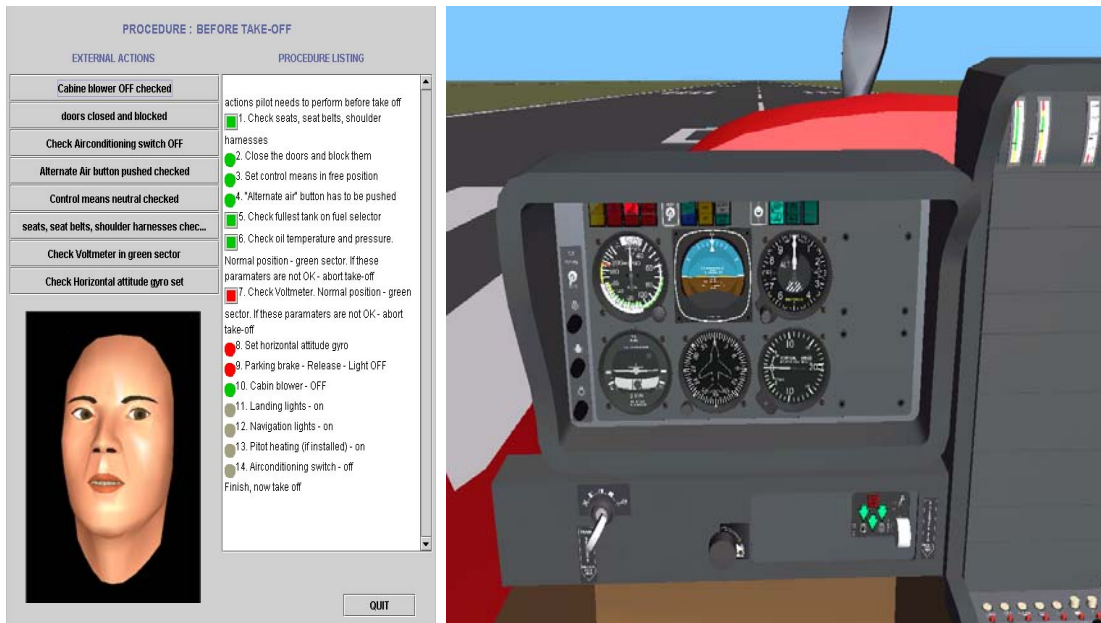 PROCEDURE : BEFORE TAKE-OFF
EXTERNAL ACTIONS
Cabine blower OFF checked
doors closed and blocked
Check Airconditioning switch OFF
Alternate Air button pushed checked
Control means neutral checked
seats, seat belts, shoulder harnesses chec...
Check Voltmeter in green sector
Check Horizontal attitude gyro set
PROCEDURE LISTING
actions pilot needs to perform before take off
1. Check seats, seat belts, shoulder
harnesses
2. Close the doors and block them
3. Set control means in free position
4. "Alternate air" button has to be pushed
5. Check fullest tank on fuel selector
6. Check oil temperature and pressure.
Normal position - green sector. If these
paramaters are not OK - abort take-off
7. Check Voltmeter. Normal position - green
sector. If these paramaters are not OK - abort
take-off
8. Set horizontal attitude gyro
9. Parking brake - Release - Light OFF
10. Cabin blower - OFF
11. Landing lights - on
12. Navigation lights - on
13. Pitot heating (if installed) - on
14. Airconditioning switch - off
Finish, now take off
QUIT